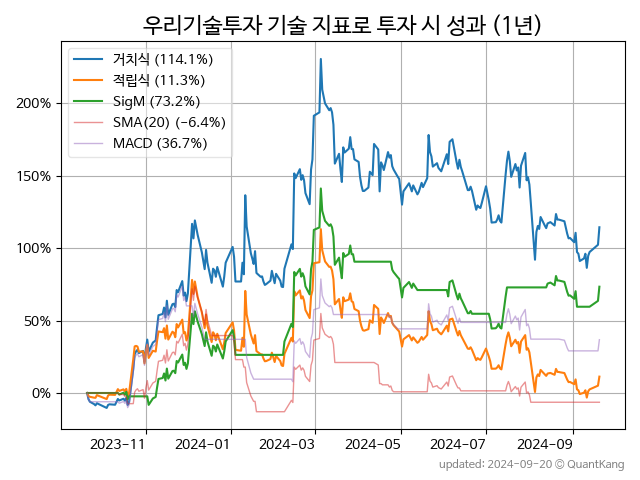 우리기술투자 기술 지표로 투자 시 성과 (1년)
거치식 (114.1%)
적립식 (11.3%)
SigM (73.2%)
SMA(20) (-6.4%)
MACD (36.7%)
200%
150%
100%
50%
0%
2023-11 2024-01 2024-03 2024-05 2024-07 2024-09
updated: 2024-09-20 © QuantKang